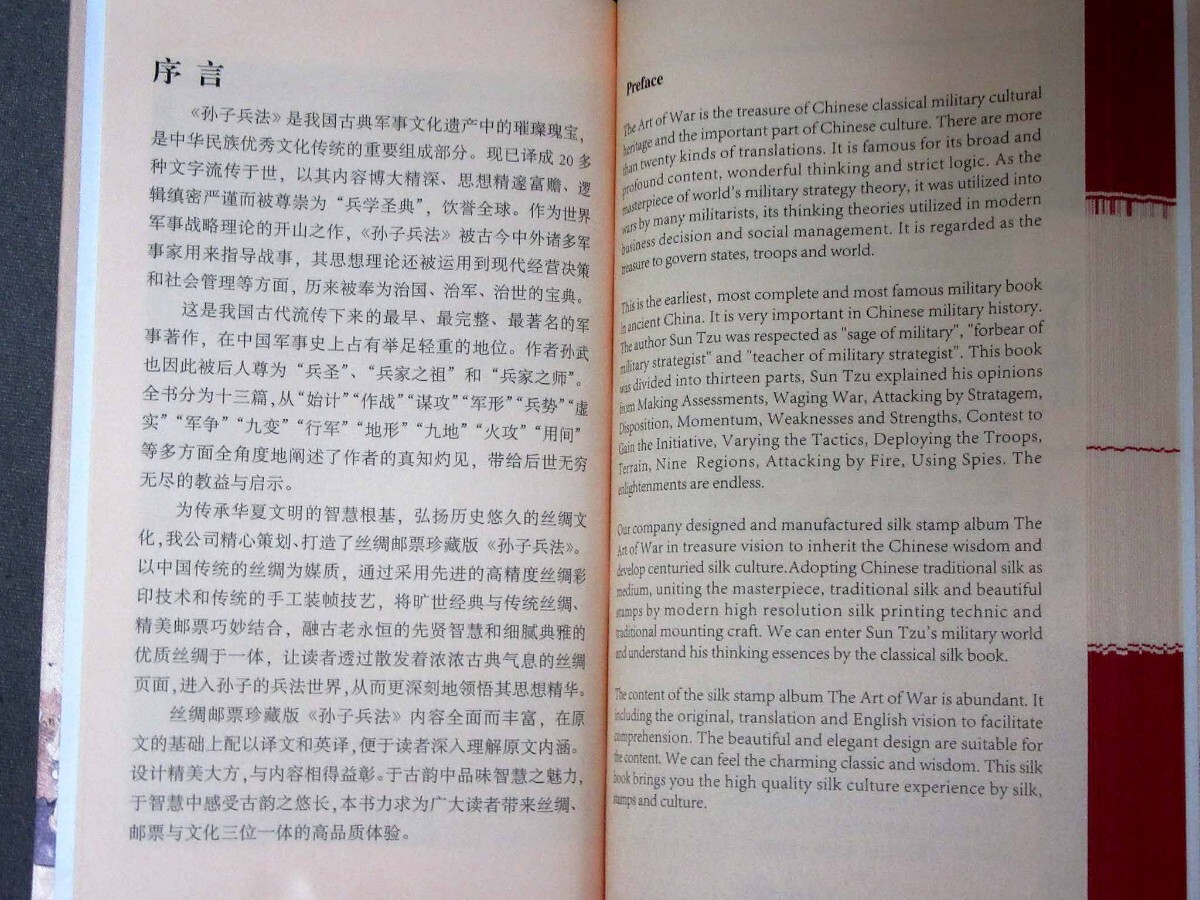 序言
《孙子兵法》是我国古典军事文化遗产中的璀璨瑰宝，
是中华民族优秀文化传统的重要组成部分。现已译成 20 多
种文字流传于世，以其内容博大精深、思想精邃富赡、逻
辑缜密严谨而被尊崇为“兵学圣典”，饮誉全球。作为世界
军事战略理论的开山之作，《孙子兵法》被古今中外诸多军
事家用来指导战事，其思想理论还被运用到现代经营决策
和社会管理等方面，历来被奉为治国、治军、治世的宝典。
这是我国古代流传下来的最早、最完整、最著名的军
事著作，在中国军事史上占有举足轻重的地位。作者孙武
也因此被后人尊为“兵圣”、“兵家之祖”和“兵家之师”。
全书分为十三篇，从“始计”“作战”“谋攻”“军形”“兵势”“虚
实”“军争”“九变”“行军”“地形”“九地”“火攻”“用间”
等多方面全角度地阐述了作者的真知灼见，带给后世无穷
无尽的教益与启示。
为传承华夏文明的智慧根基，弘扬历史悠久的丝绸文
化，我公司精心策划、打造了丝绸邮票珍藏版《孙子兵法》。
以中国传统的丝绸为媒质，通过采用先进的高精度丝绸彩
印技术和传统的手工装帧技艺，将旷世经典与传统丝绸、
精美邮票巧妙结合，融古老永恒的先贤智慧和细腻典雅的
优质丝绸于一体，让读者透过散发着浓浓古典气息的丝绸
页面，进入孙子的兵法世界，从而更深刻地领悟其思想精华。
丝绸邮票珍藏版《孙子兵法》内容全面而丰富，在原
文的基础上配以译文和英译，便于读者深入理解原文内涵。
设计精美大方，与内容相得益彰。于古韵中品味智慧之魅力，
于智慧中感受古韵之悠长，本书力求为广大读者带来丝绸、
邮票与文化三位一体的高品质体验。
Preface
The Art of War is the treasure of Chinese classical military cultural
heritage and the important part of Chinese culture. There are more
than twenty kinds of translations. It is famous for its broad and
profound content, wonderful thinking and strict logic. As the
masterpiece of world's military strategy theory, it was utilized into
wars by many militarists, its thinking theories utilized in modern
business decision and social management. It is regarded as the
treasure to govern states, troops and world.
This is the earliest, most complete and most famous military book
in ancient China. It is very important in Chinese military history.
The author Sun Tzu was respected as "sage of military", "forbear of
military strategist" and "teacher of military strategist". This book
was divided into thirteen parts, Sun Tzu explained his opinions
from Making Assessments, Waging War, Attacking by Stratagem,
Disposition, Momentum, Weaknesses and Strengths, Contest to
Gain the Initiative, Varying the Tactics, Deploying the Troops,
Terrain, Nine Regions, Attacking by Fire, Using Spies. The
enlightenments are endless.
Our company designed and manufactured silk stamp album The
Art of War in treasure vision to inherit the Chinese wisdom and
develop centuried silk culture.Adopting Chinese traditional silk as
medium, uniting the masterpiece, traditional silk and beautiful
stamps by modern high resolution silk printing technic and
traditional mounting craft. We can enter Sun Tzu's military world
and understand his thinking essences by the classical silk book.
The content of the silk stamp album The Art of War is abundant. It
including the original, translation and English vision to facilitate
comprehension. The beautiful and elegant design are suitable for
the content. We can feel the charming classic and wisdom. This silk
book brings you the high quality silk culture experience by silk,
stamps and culture.